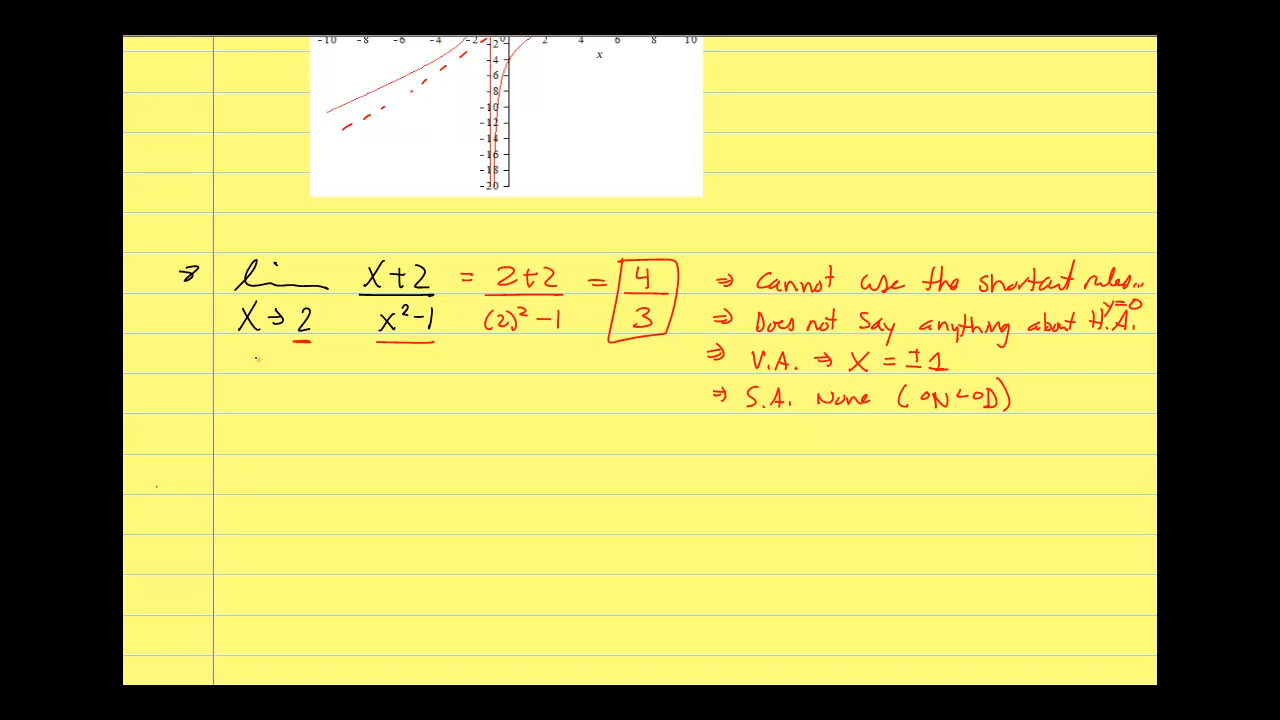 -10 -8 -6 -4 -2 0 2 4 6 8 10
x
-2
-4
-6
-8
-10
-12
-14
-16
-18
-20
8 lim x→2 (x+2)/(x²-1) = (2+2)/((2)²-1) = 4/3
⇒ Cannot use the shortcut rules...
⇒ Does not say anything about H.A. y=0
⇒ V.A. ⇒ x = ±1
⇒ S.A. None (oN<oD)